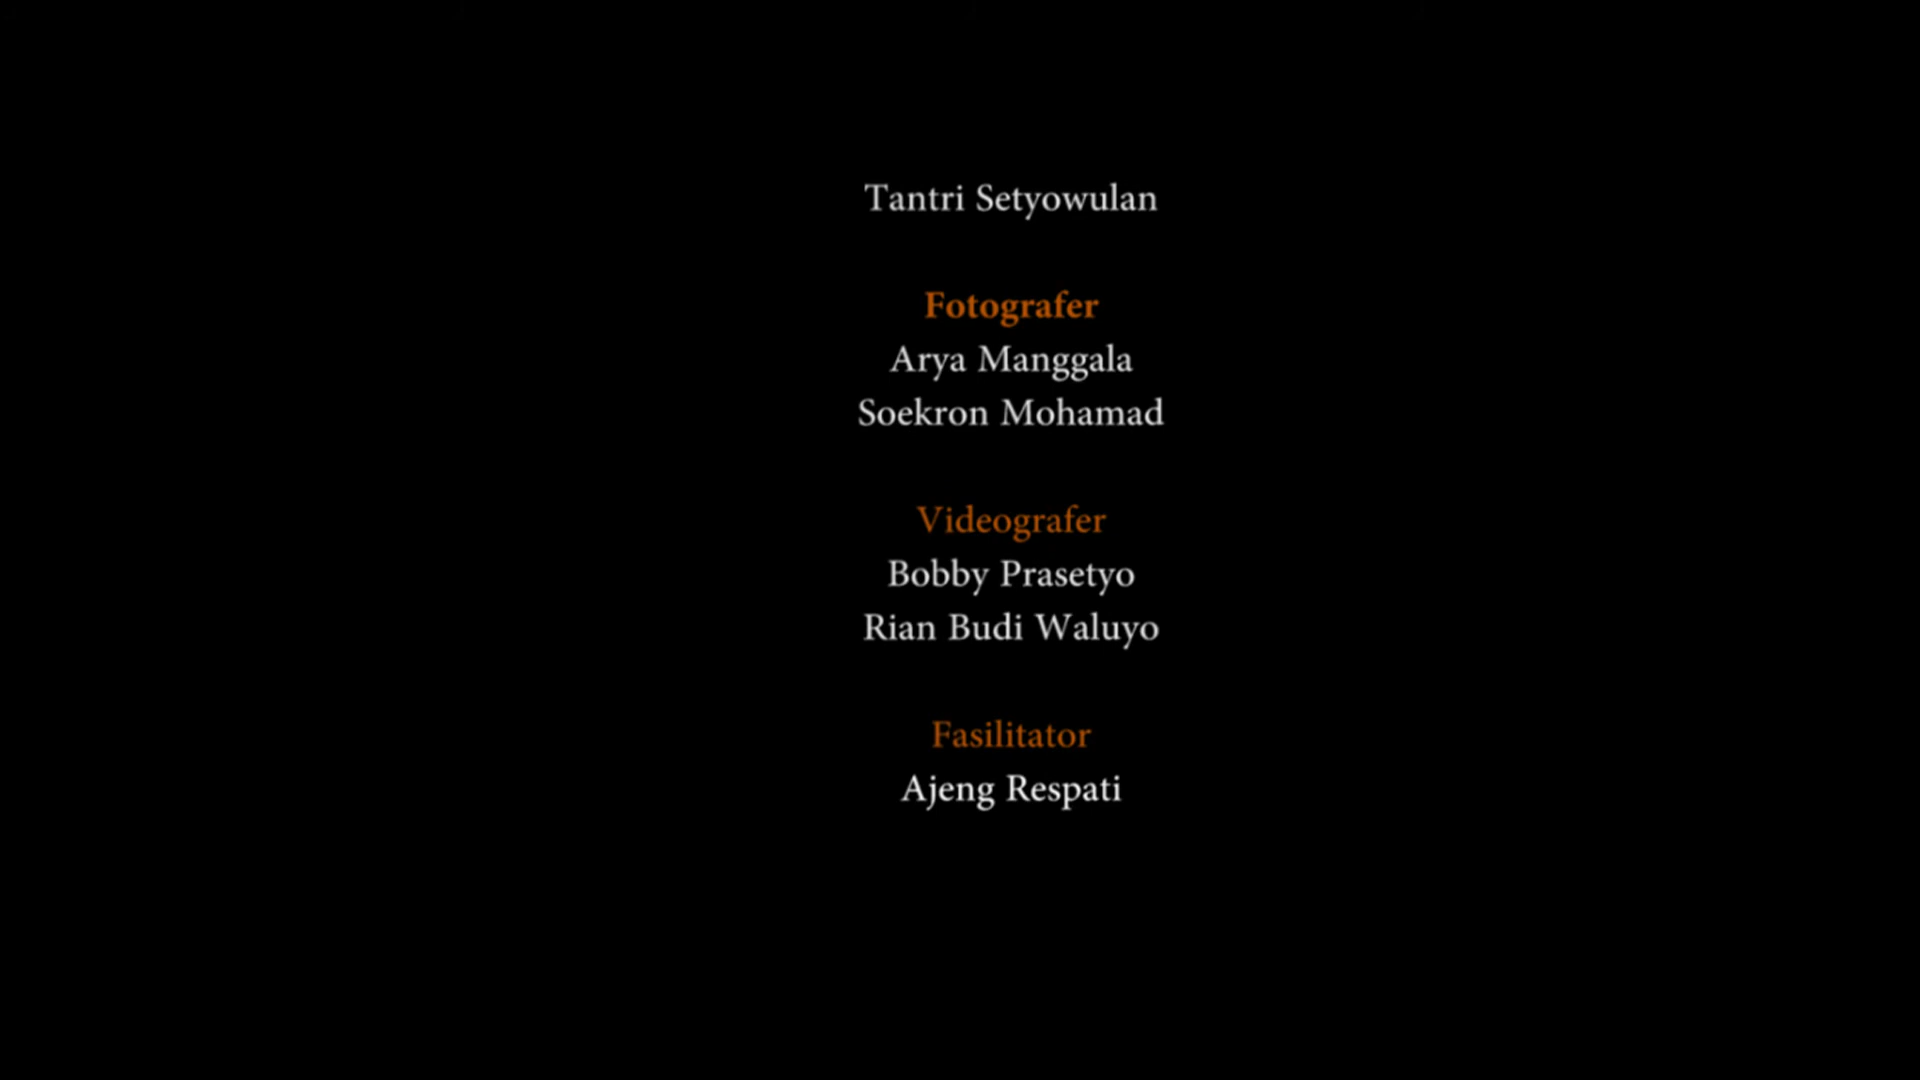 Tantri Setyowulan
Fotografer
Arya Manggala
Soekron Mohamad
Videografer
Bobby Prasetyo
Rian Budi Waluyo
Fasilitator
Ajeng Respati